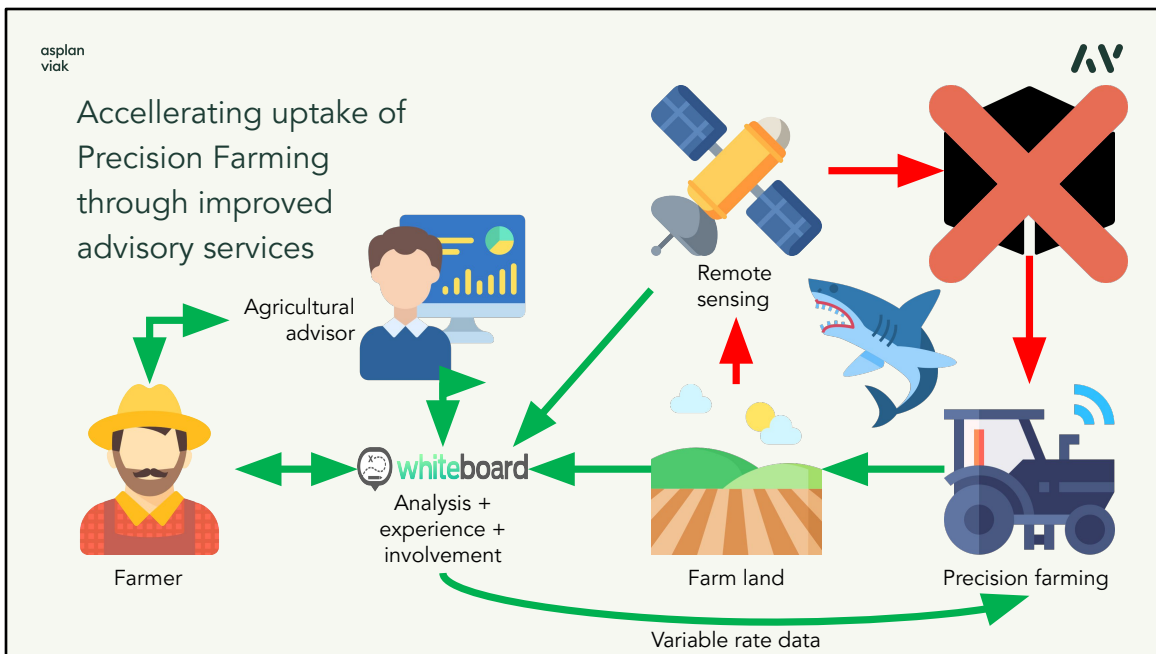 asplan
viak
Accellerating uptake of
Precision Farming
through improved
advisory services
Agricultural
advisor
Remote
sensing
whiteboard
Analysis +
experience +
involvement
Farmer
Farm land
Precision farming
Variable rate data